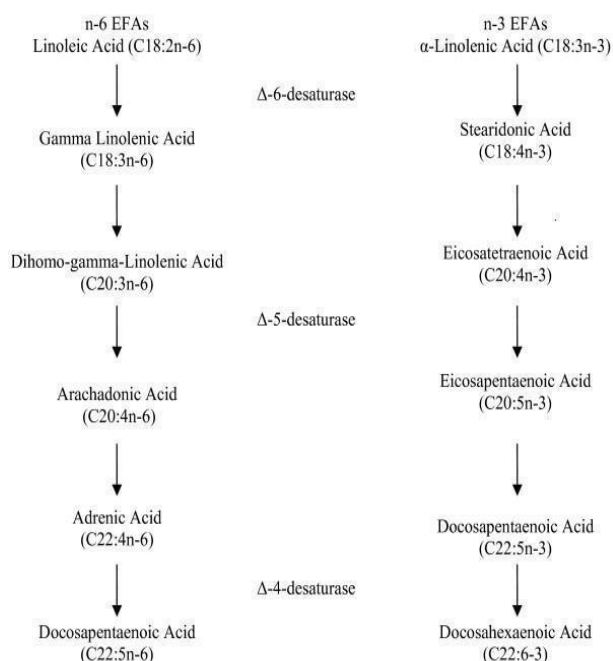 n-6 EFAs
Linoleic Acid (C18:2n-6)
n-3 EFAs
α-Linolenic Acid (C18:3n-3)
Δ-6-desaturase
Gamma Linolenic Acid
(C18:3n-6)
Stearidonic Acid
(C18:4n-3)
Dihomo-gamma-Linolenic Acid
(C20:3n-6)
Eicosatetraenoic Acid
(C20:4n-3)
Δ-5-desaturase
Arachadonic Acid
(C20:4n-6)
Eicosapentaenoic Acid
(C20:5n-3)
Adrenic Acid
(C22:4n-6)
Docosapentaenoic Acid
(C22:5n-3)
Δ-4-desaturase
Docosapentaenoic Acid
(C22:5n-6)
Docosahexaenoic Acid
(C22:6-3)